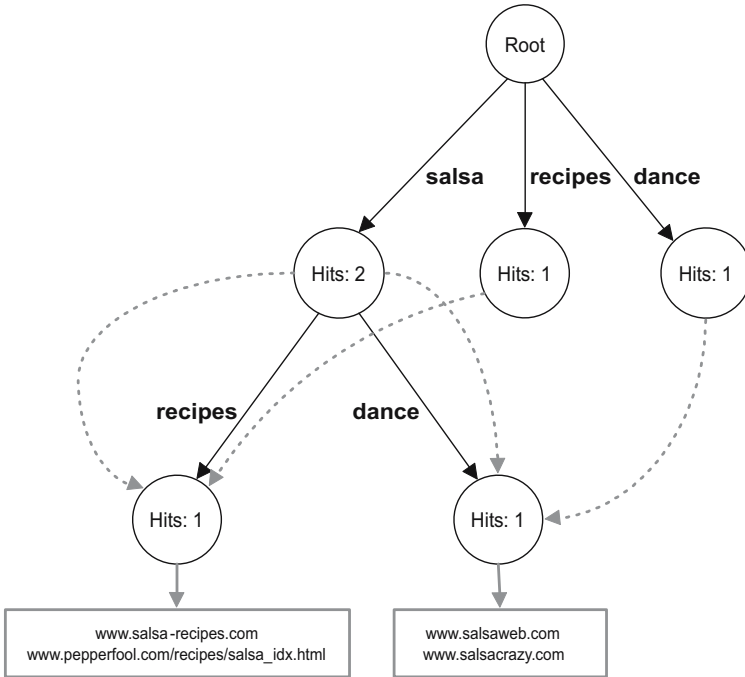 Root
salsa
recipes
dance
Hits: 2
Hits: 1
Hits: 1
recipes
dance
Hits: 1
Hits: 1
www.salsa-recipes.com
www.pepperfool.com/recipes/salsa_idx.html
www.salsaweb.com
www.salsacrazy.com